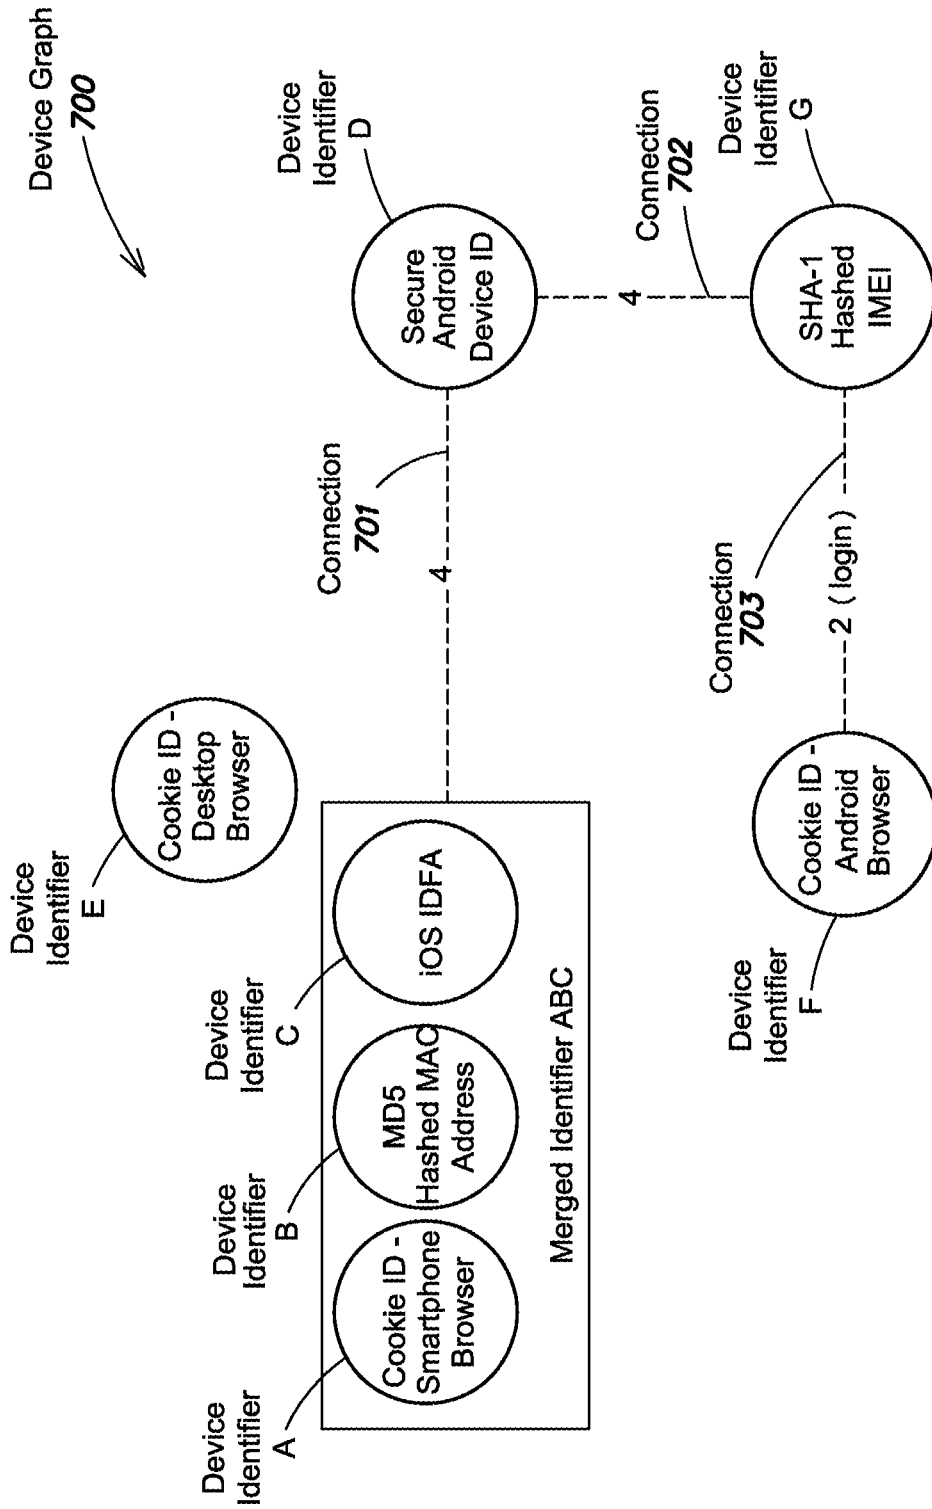 Device Graph
700
Device
Identifier
E
Cookie ID -
Desktop
Browser
Device
Identifier
A
Device
Identifier
B
Device
Identifier
C
Cookie ID -
Smartphone
Browser
MD5
Hashed MAC
Address
iOS IDFA
Merged Identifier ABC
Connection
701
4
Device
Identifier
D
Secure
Android
Device ID
Connection
702
4
Device
Identifier
F
Cookie ID -
Android
Browser
Connection
703
2 ( login )
SHA-1
Hashed
IMEI
Device
Identifier
G